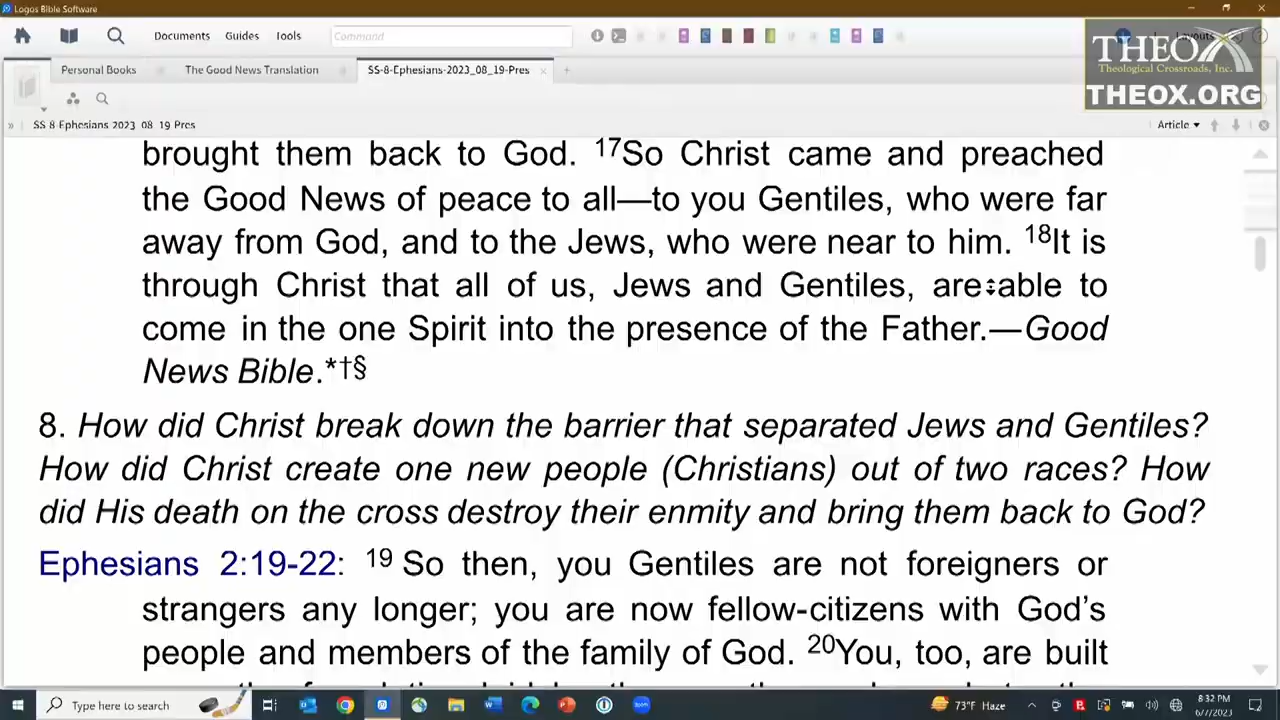 Logos Bible Software
Documents Guides Tools Command Layouts
THEOX
Theological Crossroads, Inc.
THEOX.ORG
Personal Books The Good News Translation SS-8-Ephesians-2023_08_19-Pres
SS-8-Ephesians-2023_08_19-Pres Article
brought them back to God. 17So Christ came and preached
the Good News of peace to all—to you Gentiles, who were far
away from God, and to the Jews, who were near to him. 18It is
through Christ that all of us, Jews and Gentiles, are able to
come in the one Spirit into the presence of the Father.—Good
News Bible.*†§
8. How did Christ break down the barrier that separated Jews and Gentiles?
How did Christ create one new people (Christians) out of two races? How
did His death on the cross destroy their enmity and bring them back to God?
Ephesians 2:19-22: 19 So then, you Gentiles are not foreigners or
strangers any longer; you are now fellow-citizens with God's
people and members of the family of God. 20You, too, are built
Type here to search 73°F Haze 8:32 PM
6/7/2023